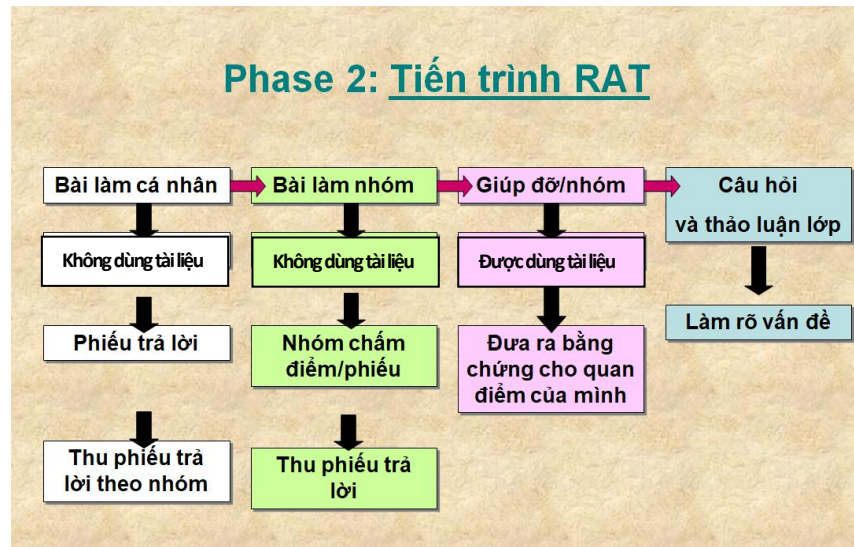 Phase 2: Tiến trình RAT
Bài làm cá nhân
Không dùng tài liệu
Phiếu trả lời
Thu phiếu trả
lời theo nhóm
Bài làm nhóm
Không dùng tài liệu
Nhóm chấm
điểm/phiếu
Thu phiếu trả
lời
Giúp đỡ/nhóm
Được dùng tài liệu
Đưa ra bằng
chứng cho quan
điểm của mình
Câu hỏi
và thảo luận lớp
Làm rõ vấn đề